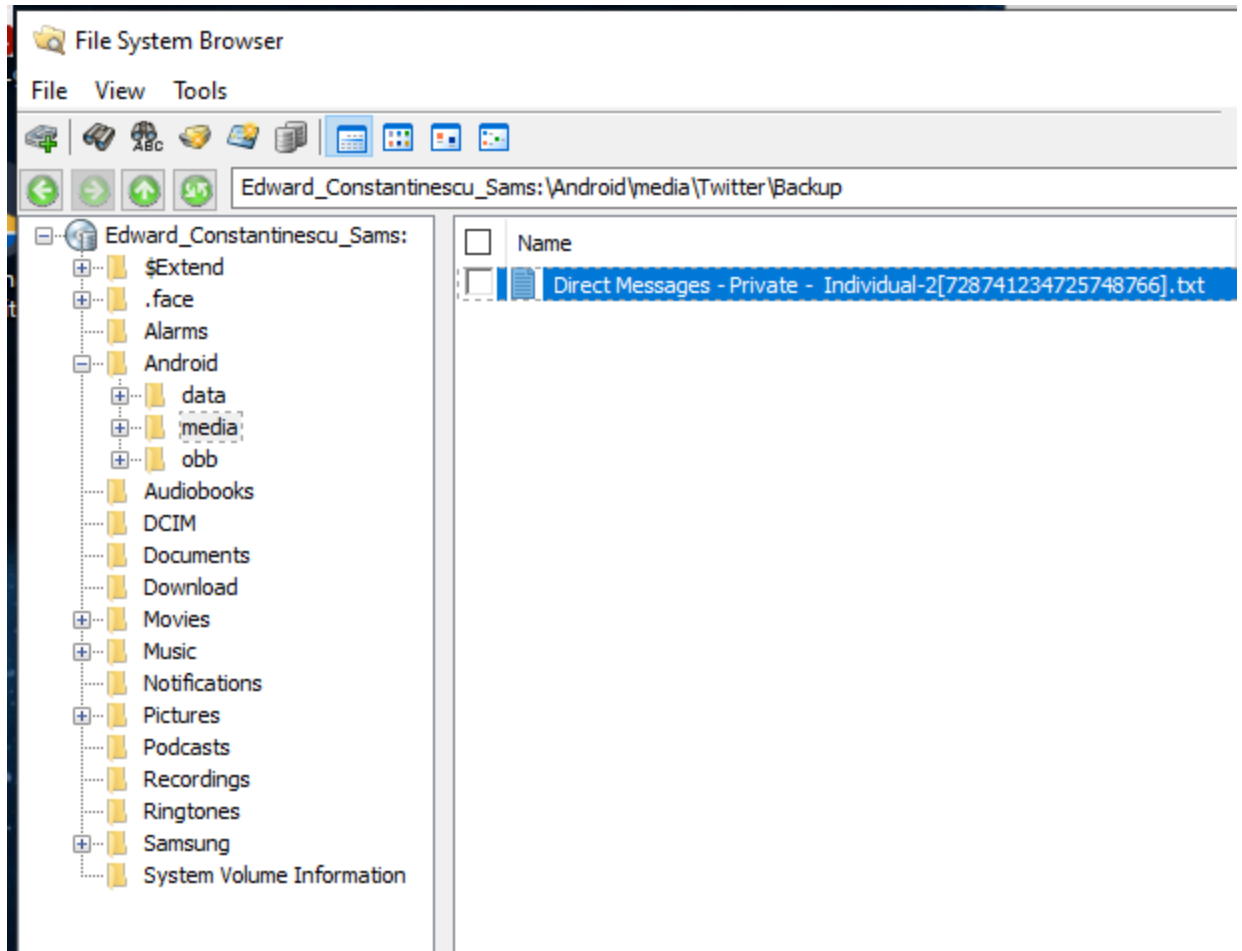 File System Browser
File View Tools
ABC
Edward_Constantinescu_Sams:\Android\media\Twitter\Backup
Edward_Constantinescu_Sams:
$Extend
.face
Alarms
Android
data
media
obb
Audiobooks
DCIM
Documents
Download
Movies
Music
Notifications
Pictures
Podcasts
Recordings
Ringtones
Samsung
System Volume Information
Name
Direct Messages - Private - Individual-2[728741234725748766].txt